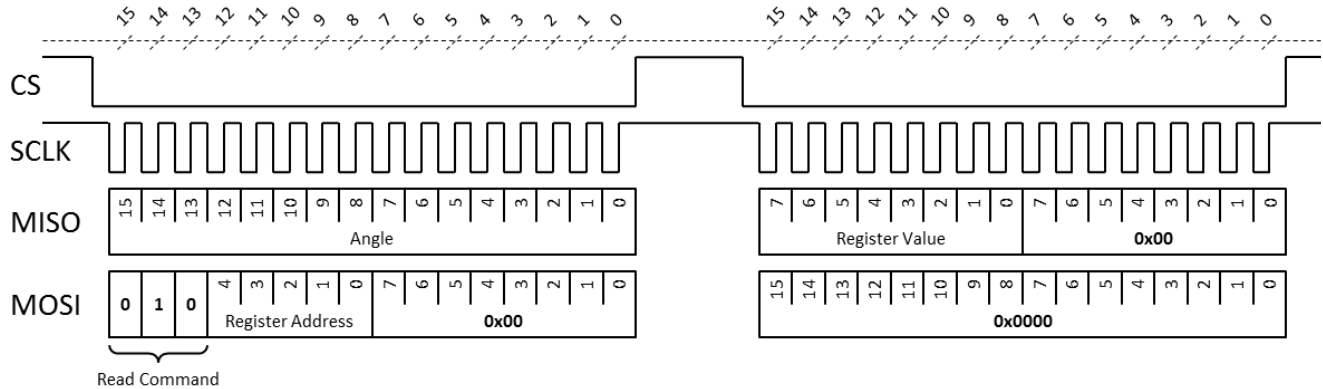 15 14 13 12 11 10 9 8 7 6 5 4 3 2 1 0 15 14 13 12 11 10 9 8 7 6 5 4 3 2 1 0
CS
SCLK
MISO 15 14 13 12 11 10 9 8 7 6 5 4 3 2 1 0 7 6 5 4 3 2 1 0 7 6 5 4 3 2 1 0
Angle Register Value 0x00
MOSI 0 1 0 4 3 2 1 0 7 6 5 4 3 2 1 0 15 14 13 12 11 10 9 8 7 6 5 4 3 2 1 0
Register Address 0x00 0x0000
Read Command